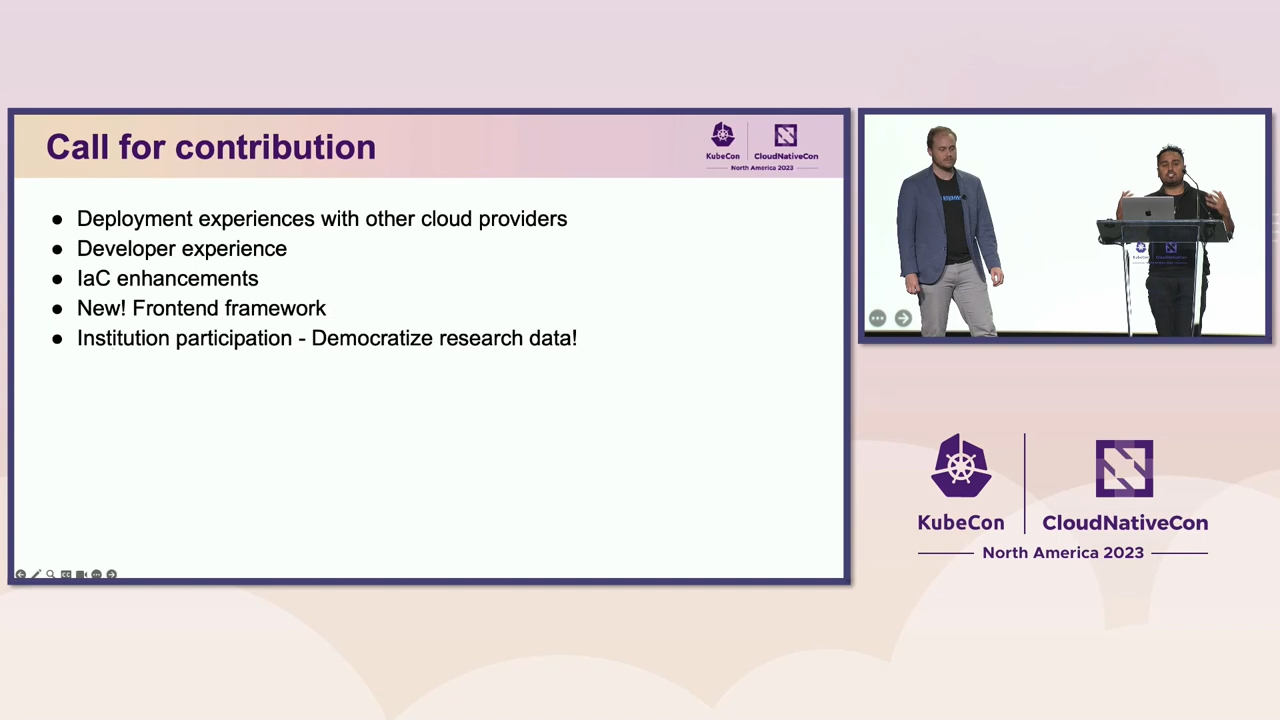 Call for contribution
KubeCon
CloudNativeCon
North America 2023
● Deployment experiences with other cloud providers
● Developer experience
● IaC enhancements
● New! Frontend framework
● Institution participation - Democratize research data!
KubeCon
CloudNativeCon
North America 2023